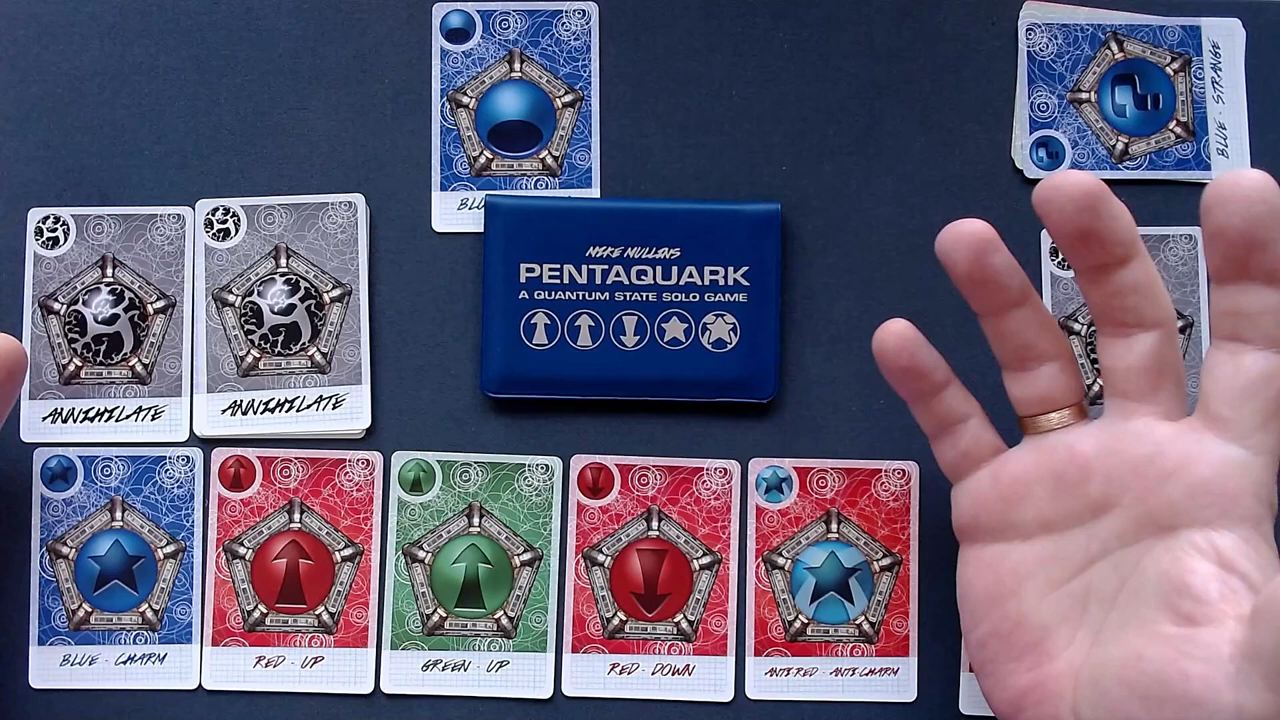 BLUE - STRANGE
MIKE MULLINS
PENTAQUARK
A QUANTUM STATE SOLO GAME
ANNIHILATE
ANNIHILATE
BLUE - CHARM
RED - UP
GREEN - UP
RED - DOWN
ANTI-RED - ANTI-CHARM